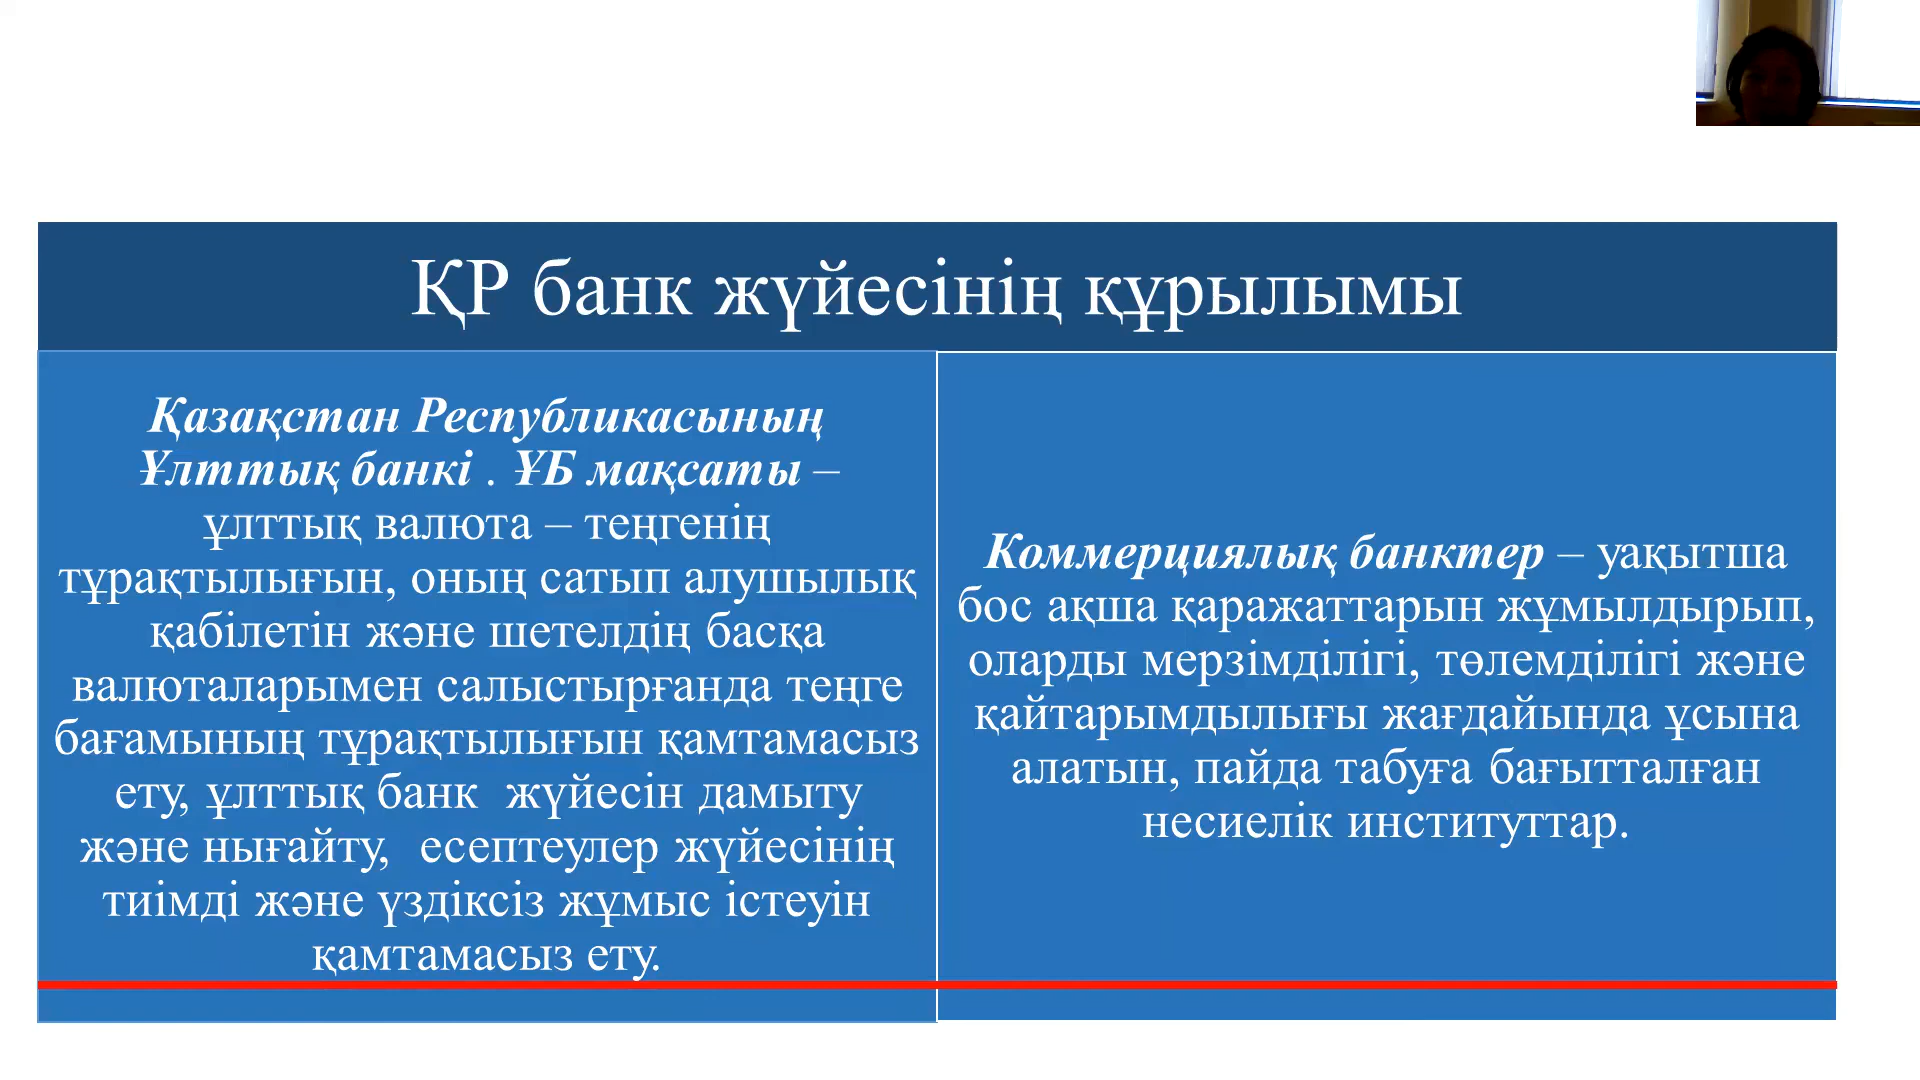 ҚР банк жүйесінің құрылымы
Қазақстан Республикасының
Ұлттық банкі . ҰБ мақсаты –
ұлттық валюта – теңгенің
тұрақтылығын, оның сатып алушылық
қабілетін және шетелдің басқа
валюталарымен салыстырғанда теңге
бағамының тұрақтылығын қамтамасыз
ету, ұлттық банк  жүйесін дамыту
және нығайту,  есептеулер жүйесінің
тиімді және үздіксіз жұмыс істеуін
қамтамасыз ету.
Коммерциялық банктер – уақытша
бос ақша қаражаттарын жұмылдырып,
оларды мерзімділігі, төлемділігі және
қайтарымдылығы жағдайында ұсына
алатын, пайда табуға бағытталған
несиелік институттар.